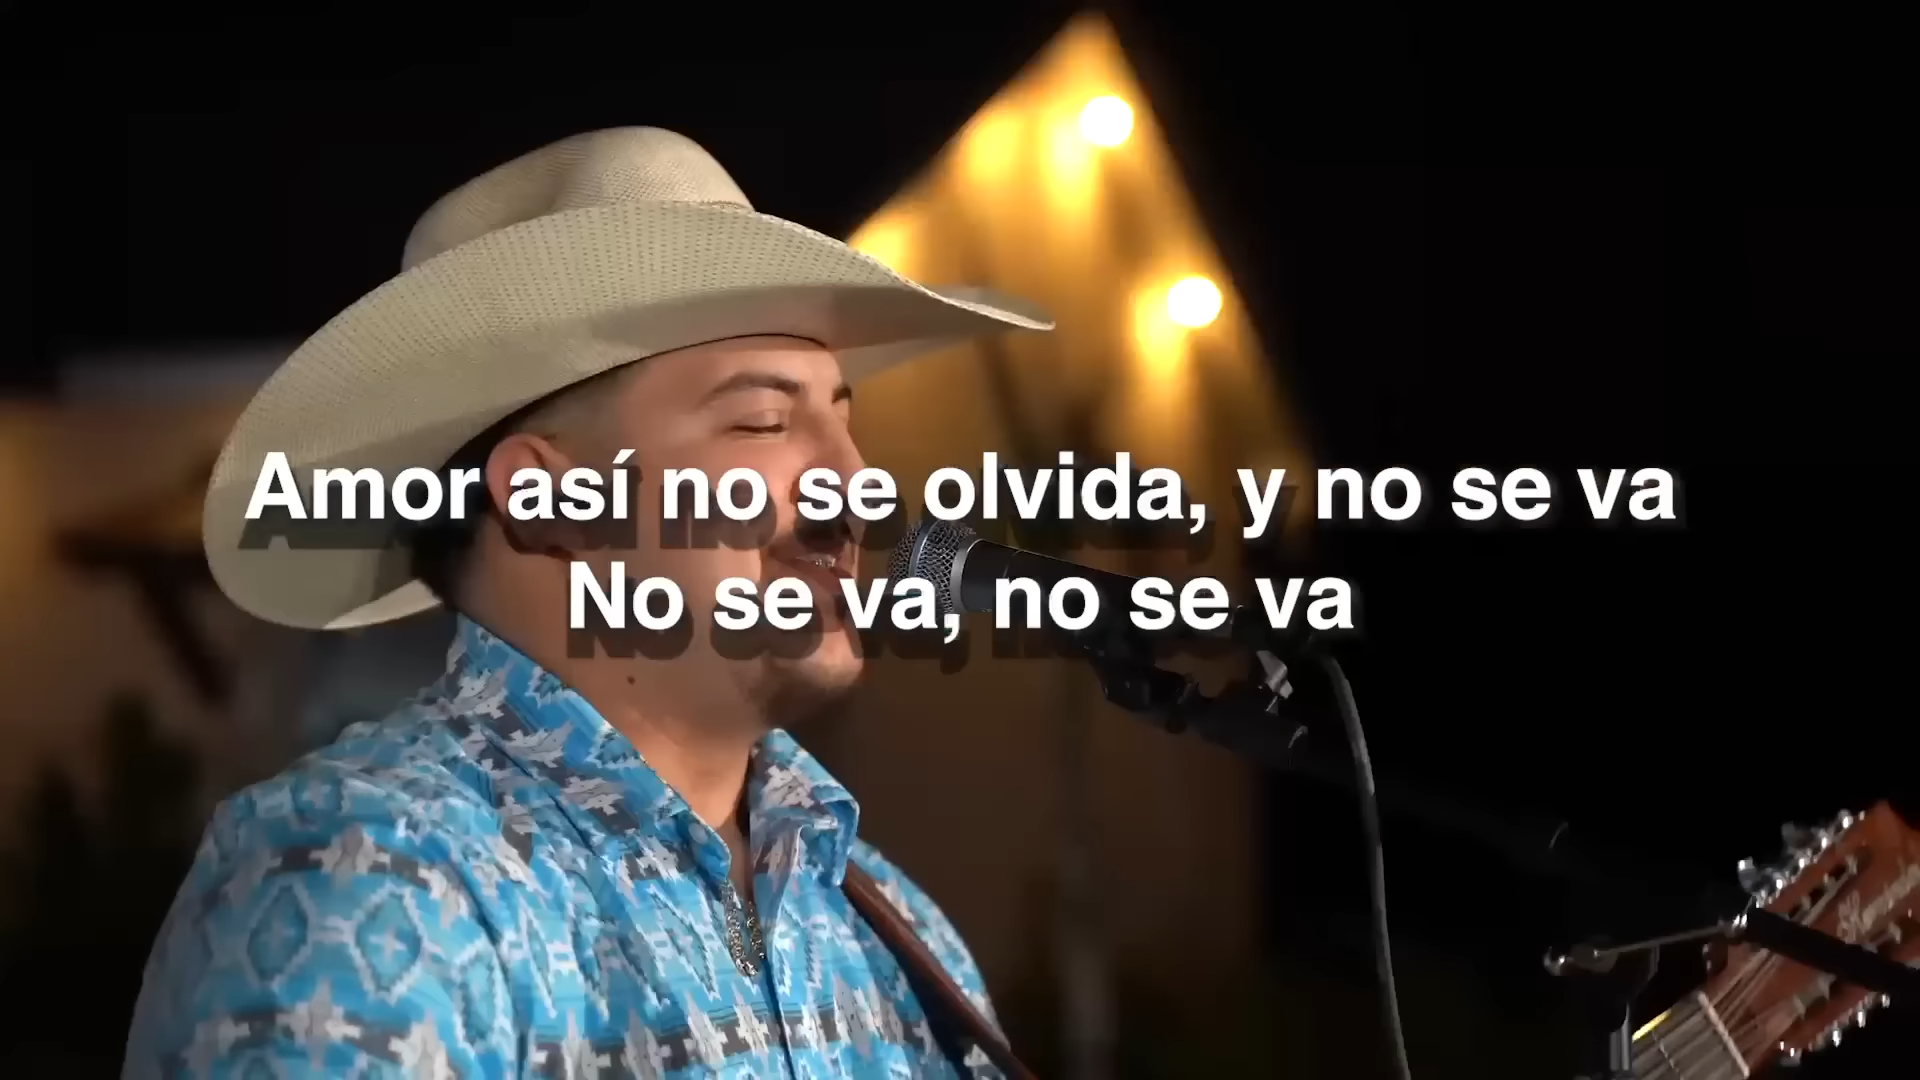 Amor así no se olvida, y no se va
No se va, no se va